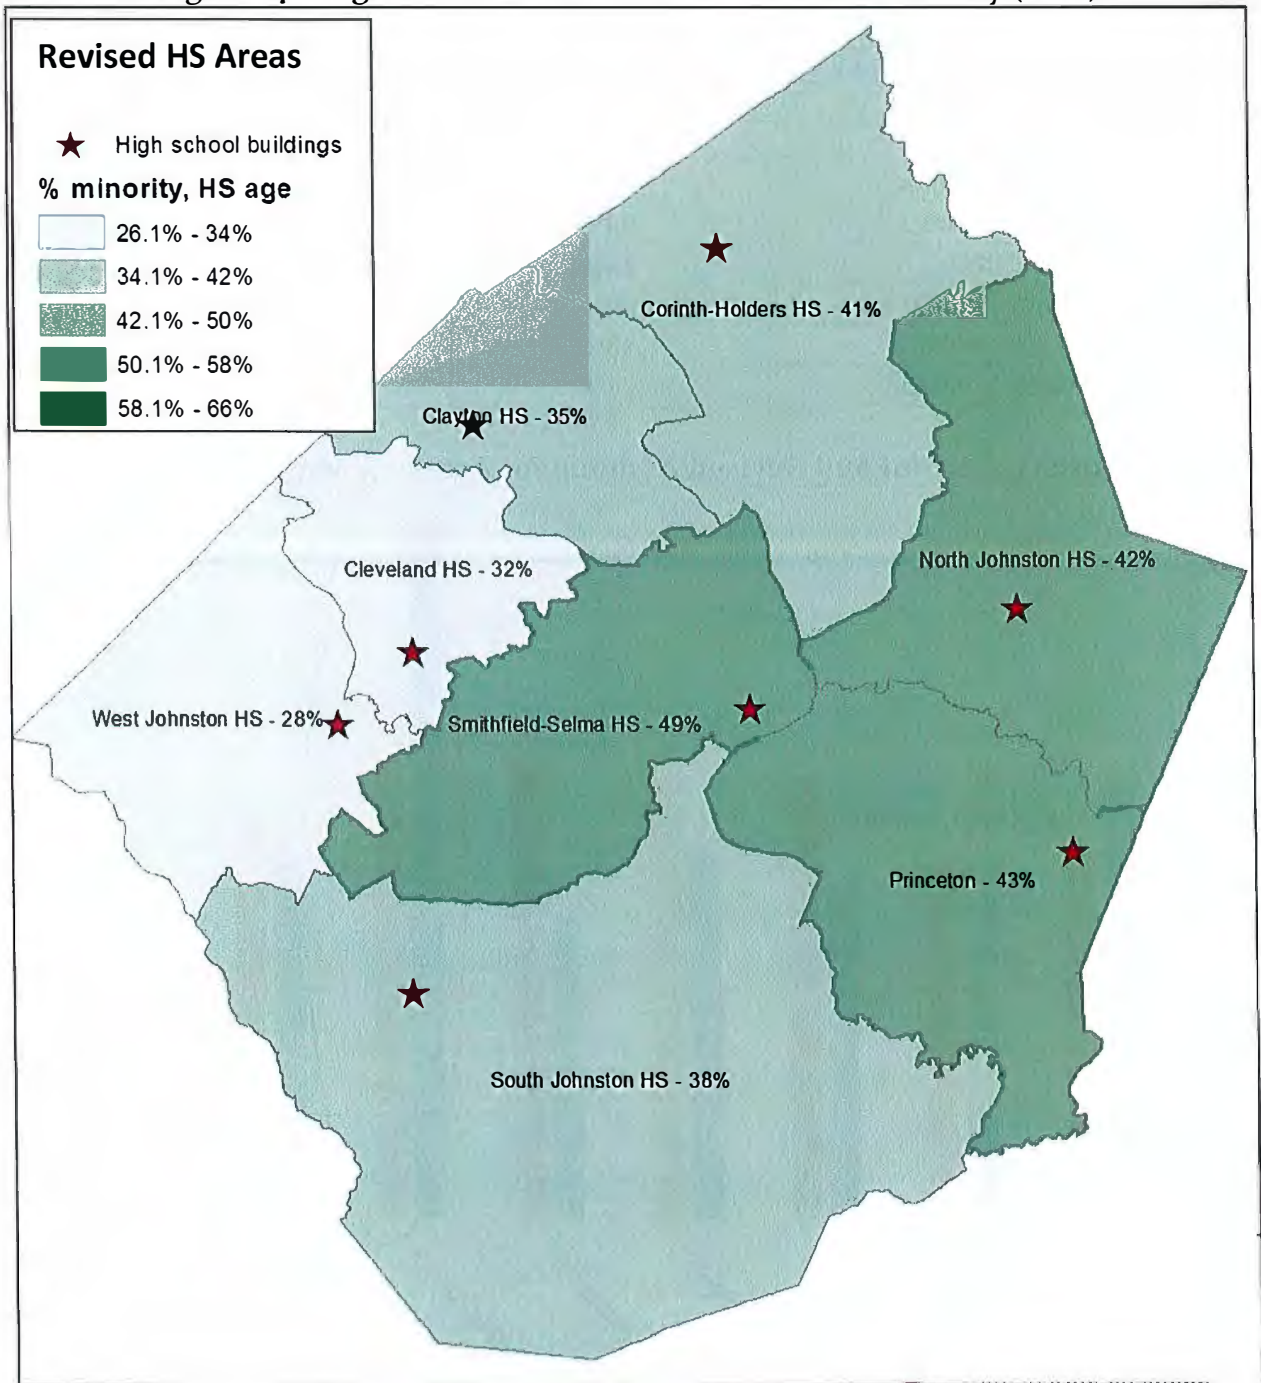 Revised HS Areas
High school buildings
% minority, HS age
26.1% - 34%
34.1% - 42%
42.1% - 50%
50.1% - 58%
58.1% - 66%
Corinth-Holders HS - 41%
Clayton HS - 35%
North Johnston HS - 42%
Cleveland HS - 32%
West Johnston HS - 28%
Smithfield-Selma HS - 49%
Princeton - 43%
South Johnston HS - 38%